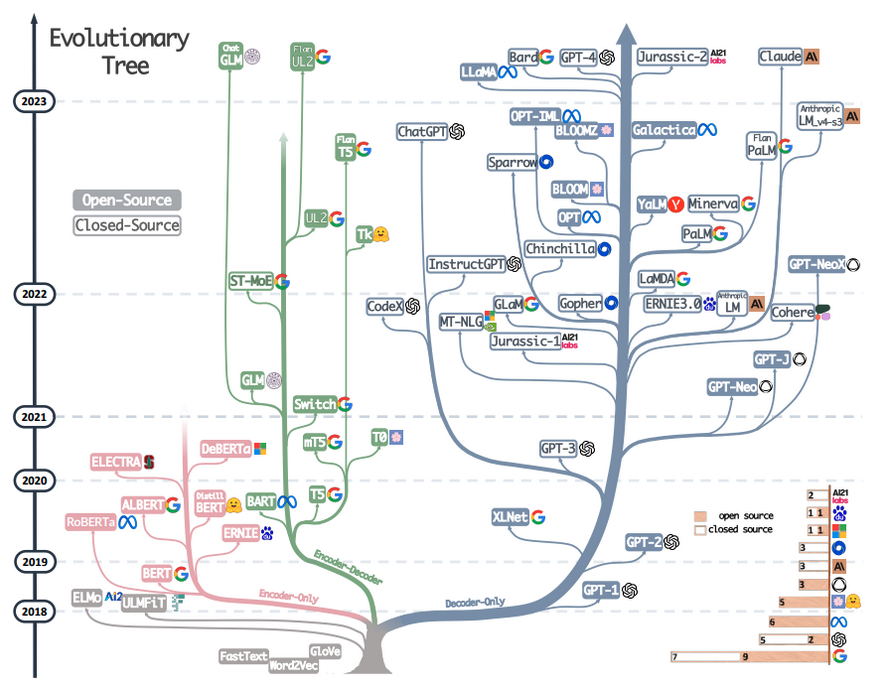 Evolutionary
Tree
Open-Source
Closed-Source
2023
2022
2021
2020
2019
2018
Chat
GLM
Flan
UL2
Flan
T5
UL2
Tk
ST-MoE
GLM
Switch
mT5
T0
BART
T5
Encoder-Decoder
ELECTRA
DeBERTa
ALBERT
Distill
BERT
RoBERTa
ERNIE
BERT
Encoder-Only
ELMo
Ai2
ULMFiT
FastText
Word2Vec
GloVe
Decoder-Only
LLaMA
Bard
GPT-4
Jurassic-2
AI21
labs
Claude
A\
Anthropic
LM_v4-s3
A\
ChatGPT
OPT-IML
BLOOMZ
Galactica
Flan
PaLM
Sparrow
BLOOM
OPT
YaLM
Y
Minerva
PaLM
Chinchilla
InstructGPT
GPT-NeoX
LaMDA
CodeX
GLaM
Gopher
ERNIE3.0
Anthropic
LM
A\
Cohere
MT-NLG
Jurassic-1
AI21
labs
GPT-J
GPT-Neo
GPT-3
XLNet
GPT-2
GPT-1
open source
closed source
2
AI21
labs
1 1
1 1
3
3
A\
3
5
6
5 2
7 9